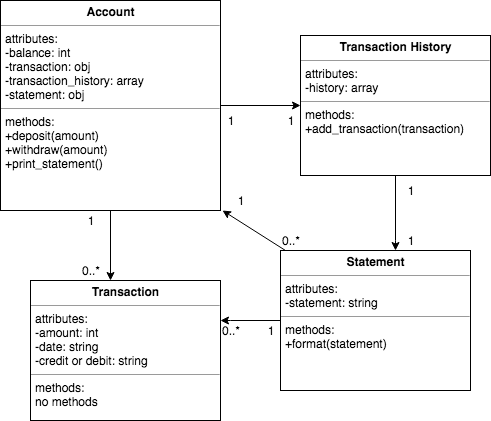 Account
attributes:
-balance: int
-transaction: obj
-transaction_history: array
-statement: obj
methods:
+deposit(amount)
+withdraw(amount)
+print_statement()
Transaction History
attributes:
-history: array
methods:
+add_transaction(transaction)
1
1
1
1
1
0..*
1
0..*
Statement
attributes:
-statement: string
methods:
+format(statement)
0..*
1
Transaction
attributes:
-amount: int
-date: string
-credit or debit: string
methods:
no methods